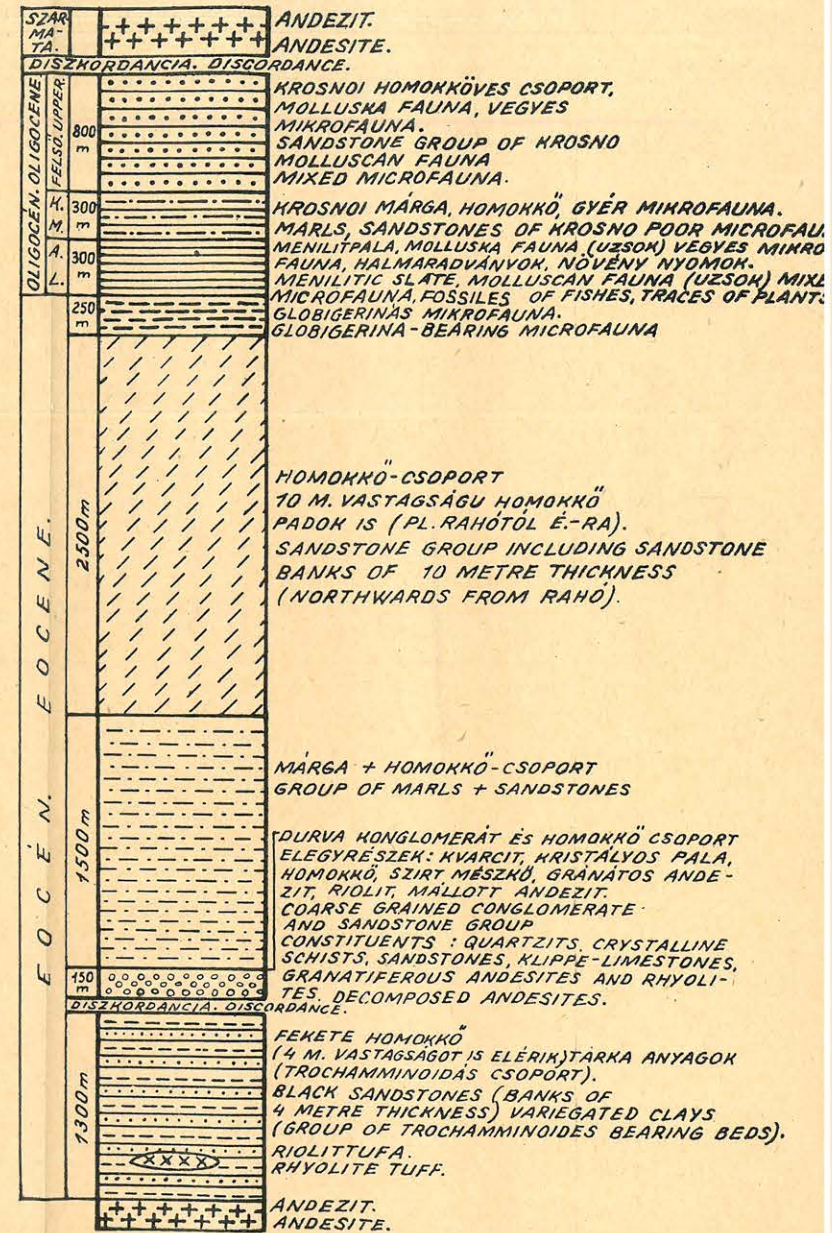 SZAR-
MA-
TA.
ANDEZIT.
ANDESITE.
DISZKORDANCIA. DISCORDANCE.
OLIGOCÉN. OLIGOCENE
FELSŐ. UPPER.
800
m
KROSNOI HOMOKKÖVES CSOPORT,
MOLLUSKA FAUNA, VEGYES
MIKROFAUNA.
SANDSTONE GROUP OF KROSNO
MOLLUSCAN FAUNA
MIXED MICROFAUNA.
K.
M.
300
m
KROSNOI MÁRGA, HOMOKKŐ, GYÉR MIKROFAUNA.
MARLS, SANDSTONES OF KROSNO POOR MICROFAU
A.
L.
300
m
MENILITPALA, MOLLUSKA FAUNA (UZSOK) VEGYES MIKRO
FAUNA, HALMARADVÁNYOK, NÖVÉNY NYOMOK.
MENILITIC SLATE, MOLLUSCAN FAUNA (UZSOK) MIXE
MICROFAUNA, FOSSILES OF FISHES, TRACES OF PLANTS
250
m
GLOBIGERINÁS MIKROFAUNA.
GLOBIGERINA-BEARING MICROFAUNA
EOCÉN. EOCENE.
2500m
HOMOKKŐ-CSOPORT
10 M. VASTAGSÁGU HOMOKKŐ
PADOK IS (PL. RAHÓTÓL É.-RA).
SANDSTONE GROUP INCLUDING SANDSTONE
BANKS OF 10 METRE THICKNESS
(NORTHWARDS FROM RAHÓ).
1500m
MÁRGA + HOMOKKŐ-CSOPORT
GROUP OF MARLS + SANDSTONES
150
m
DURVA KONGLOMERÁT ÉS HOMOKKŐ CSOPORT
ELEGYRÉSZEK: KVARCIT, KRISTÁLYOS PALA,
HOMOKKŐ, SZIRT MÉSZKŐ, GRÁNÁTOS ANDE-
ZIT, RIOLIT, MÁLLOTT ANDEZIT.
COARSE GRAINED CONGLOMERATE
AND SANDSTONE GROUP
CONSTITUENTS : QUARTZITS, CRYSTALLINE
SCHISTS, SANDSTONES, KLIPPE-LIMESTONES,
GRANATIFEROUS ANDESITES AND RHYOLI-
TES. DECOMPOSED ANDESITES.
DISZKORDANCIA. DISCORDANCE.
1300m
FEKETE HOMOKKŐ
(4 M. VASTAGSÁGOT IS ELÉRIK) TARKA ANYAGOK
(TROCHAMMINOIDÁS CSOPORT).
BLACK SANDSTONES (BANKS OF
4 METRE THICKNESS) VARIEGATED CLAYS
(GROUP OF TROCHAMMINOIDES BEARING BEDS).
RIOLITTUFA.
RHYOLITE TUFF.
ANDEZIT.
ANDESITE.